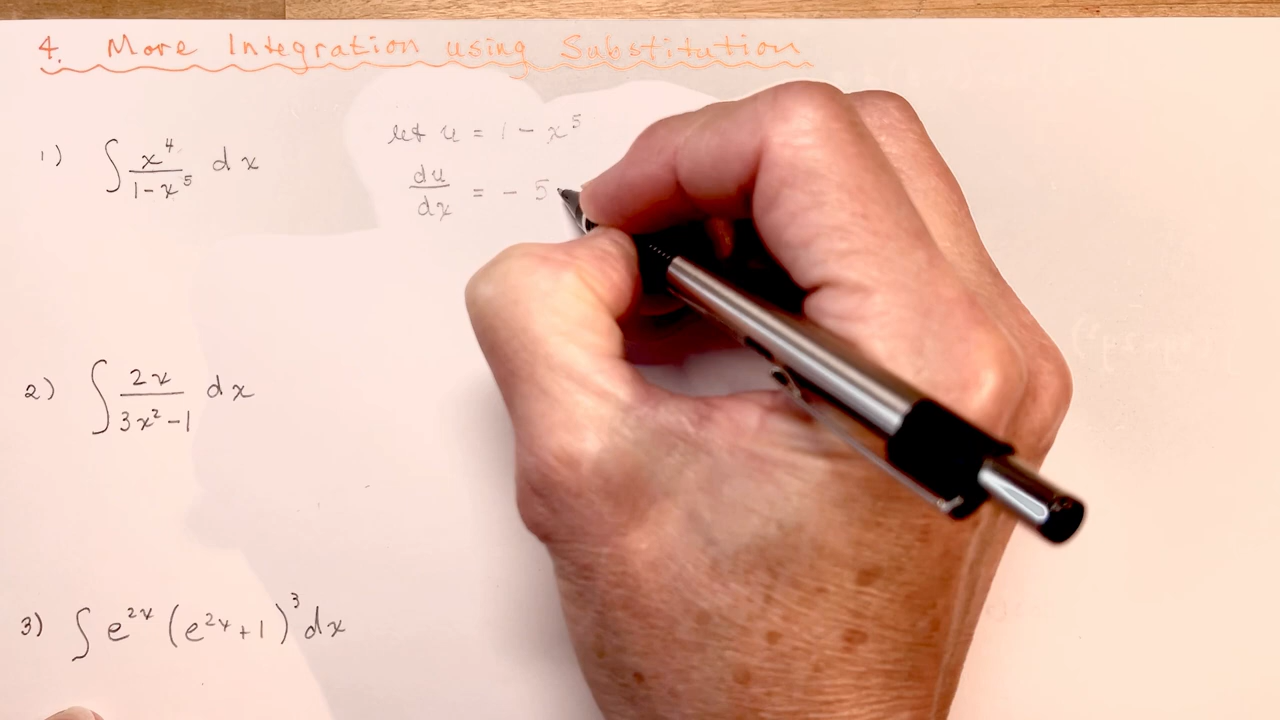 4. More Integration using Substitution
1) ∫ x⁴/(1-x⁵) dx
let u = 1 - x⁵
du/dx = - 5
2) ∫ 2x/(3x²-1) dx
3) ∫ e²ˣ (e²ˣ+1)³ dx